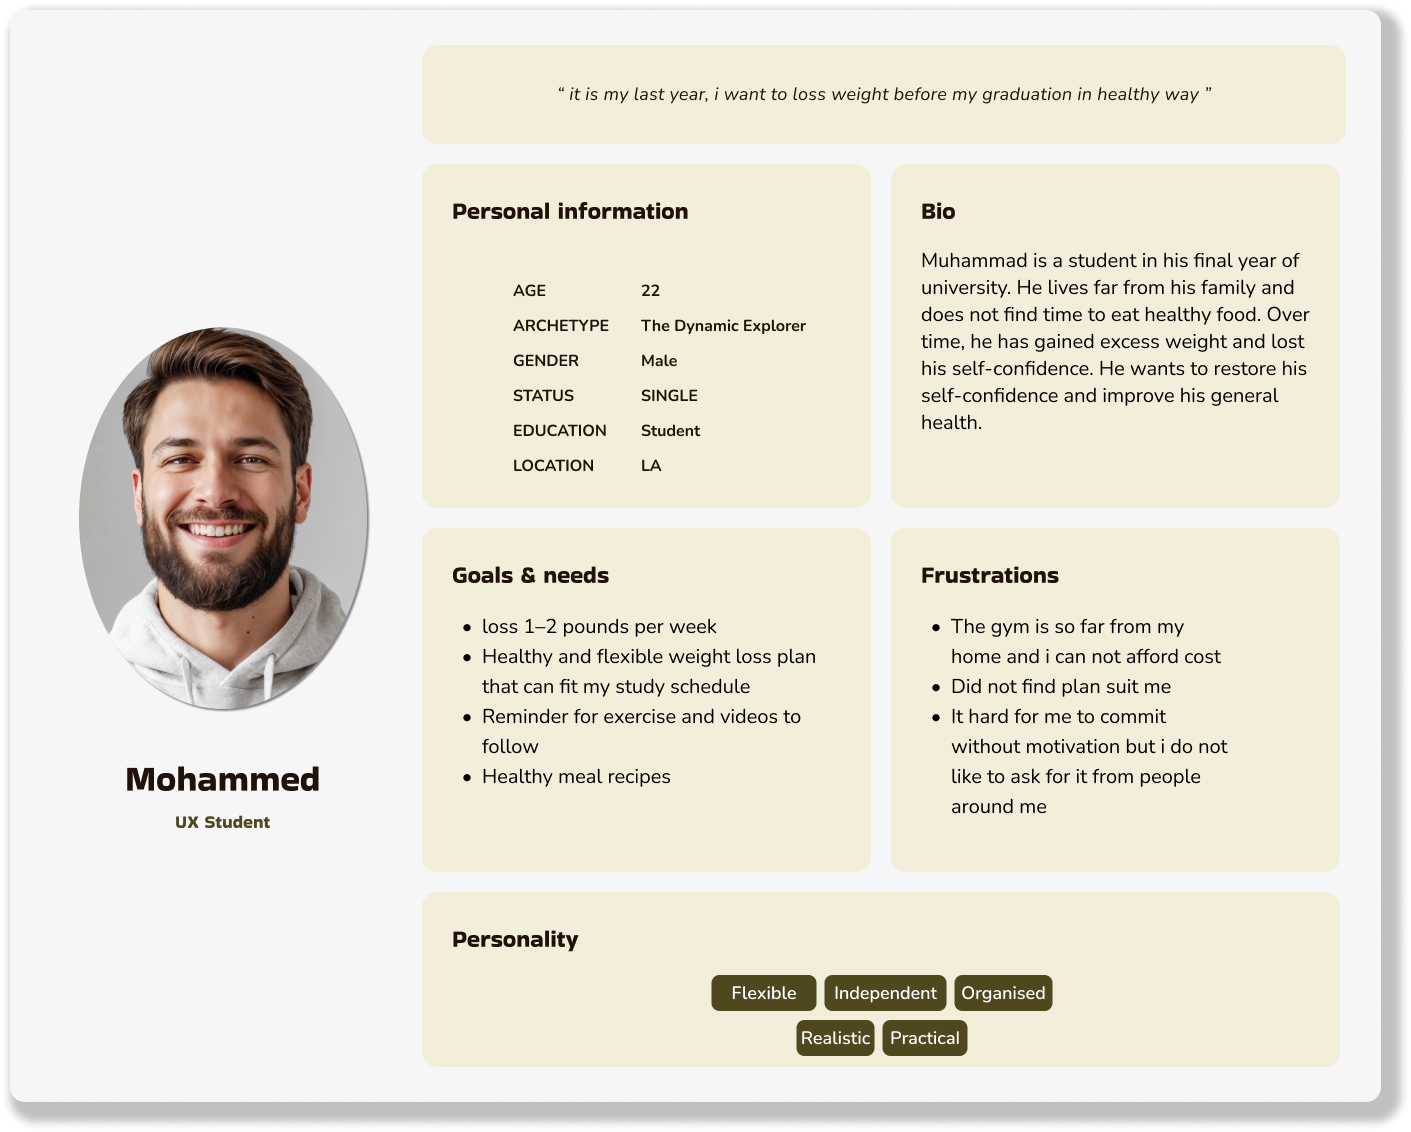 “ it is my last year, i want to loss weight before my graduation in healthy way ”
Personal information
AGE 22
ARCHETYPE The Dynamic Explorer
GENDER Male
STATUS SINGLE
EDUCATION Student
LOCATION LA
Bio
Muhammad is a student in his final year of
university. He lives far from his family and
does not find time to eat healthy food. Over
time, he has gained excess weight and lost
his self-confidence. He wants to restore his
self-confidence and improve his general
health.
Mohammed
UX Student
Goals & needs
• loss 1–2 pounds per week
• Healthy and flexible weight loss plan
that can fit my study schedule
• Reminder for exercise and videos to
follow
• Healthy meal recipes
Frustrations
• The gym is so far from my
home and i can not afford cost
• Did not find plan suit me
• It hard for me to commit
without motivation but i do not
like to ask for it from people
around me
Personality
Flexible Independent Organised
Realistic Practical